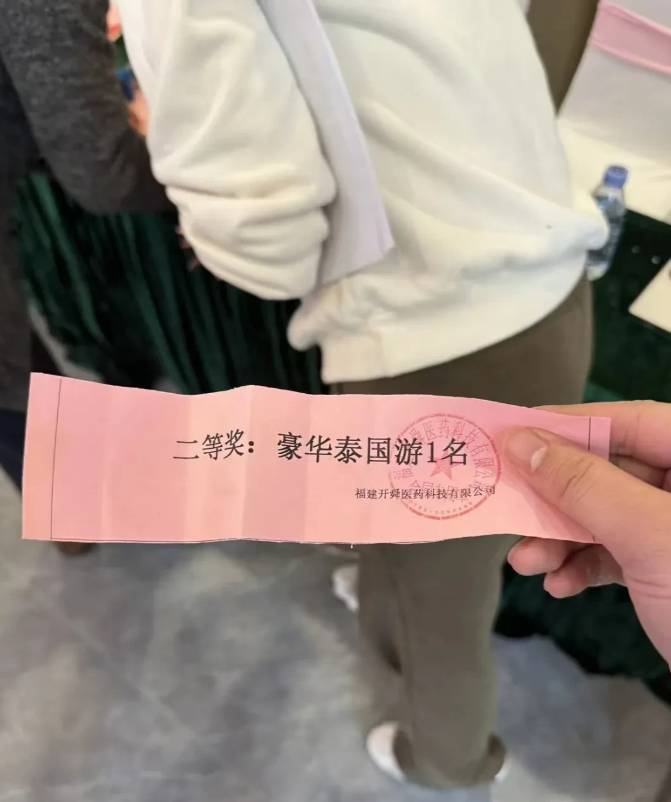 二等奖：豪华泰国游1名
福建开舜医药科技有限公司